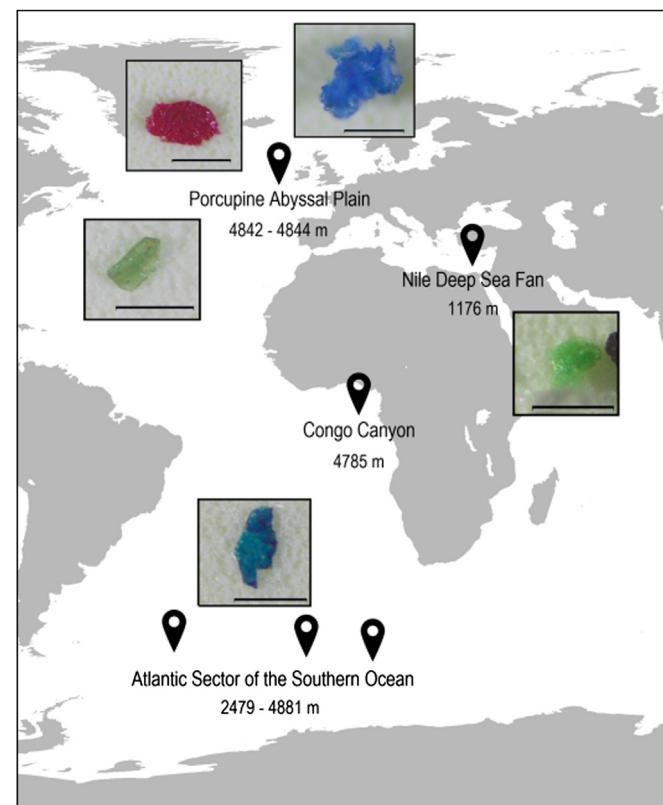 Porcupine Abyssal Plain
4842 - 4844 m
Nile Deep Sea Fan
1176 m
Congo Canyon
4785 m
Atlantic Sector of the Southern Ocean
2479 - 4881 m